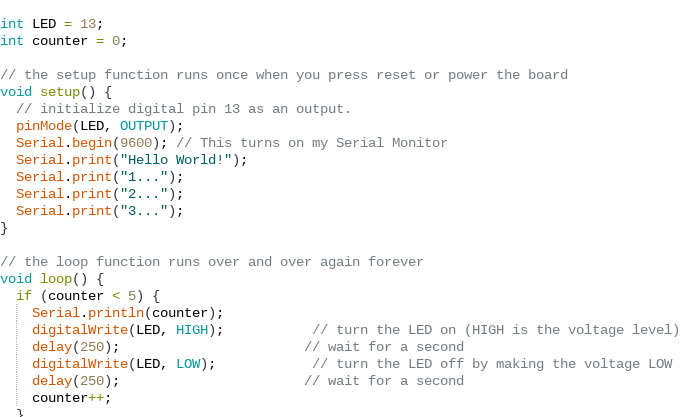 int LED = 13;
int counter = 0;

// the setup function runs once when you press reset or power the board
void setup() {
  // initialize digital pin 13 as an output.
  pinMode(LED, OUTPUT);
  Serial.begin(9600); // This turns on my Serial Monitor
  Serial.print("Hello World!");
  Serial.print("1...");
  Serial.print("2...");
  Serial.print("3...");
}

// the loop function runs over and over again forever
void loop() {
  if (counter < 5) {
    Serial.println(counter);
    digitalWrite(LED, HIGH);           // turn the LED on (HIGH is the voltage level)
    delay(250);                       // wait for a second
    digitalWrite(LED, LOW);            // turn the LED off by making the voltage LOW
    delay(250);                       // wait for a second
    counter++;
  }